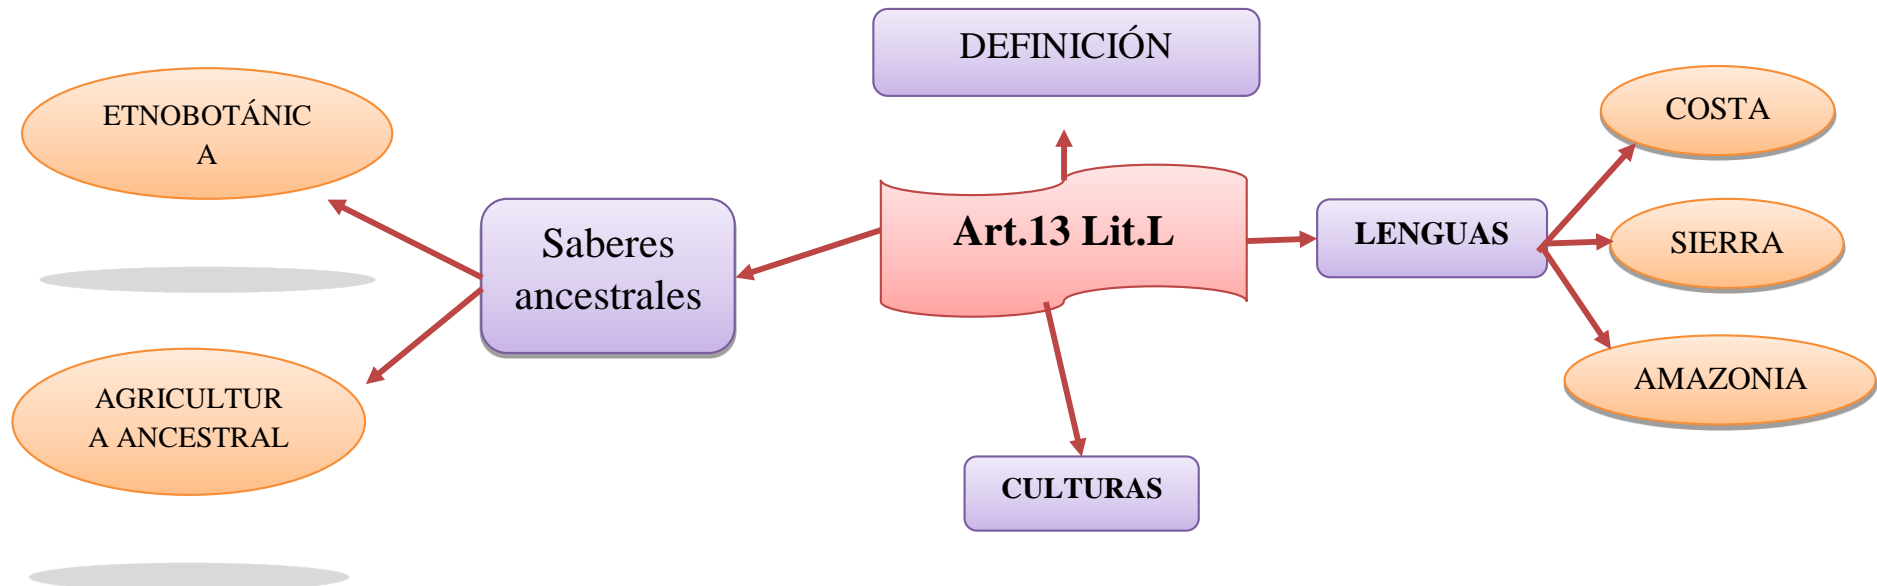 DEFINICIÓN
ETNOBOTÁNIC
A
COSTA
Saberes
ancestrales
Art.13 Lit.L
LENGUAS
SIERRA
AGRICULTUR
A ANCESTRAL
AMAZONIA
CULTURAS